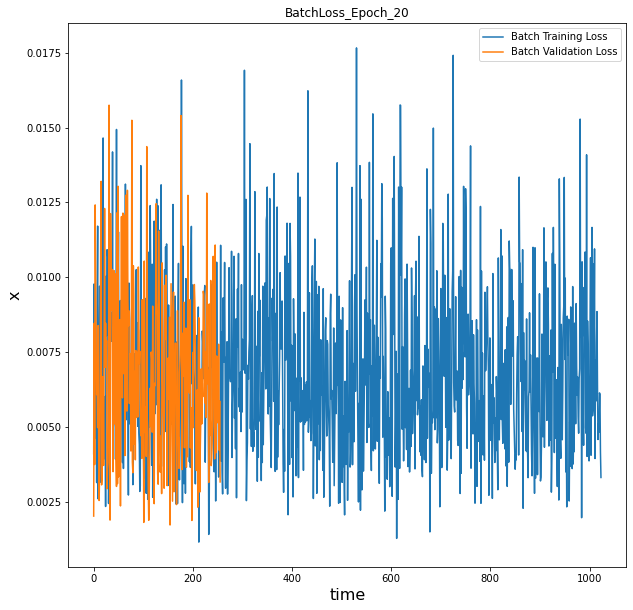 BatchLoss_Epoch_20
Batch Training Loss
Batch Validation Loss
0.0175
0.0150
0.0125
0.0100
0.0075
0.0050
0.0025
x
0
200
400
600
800
1000
time